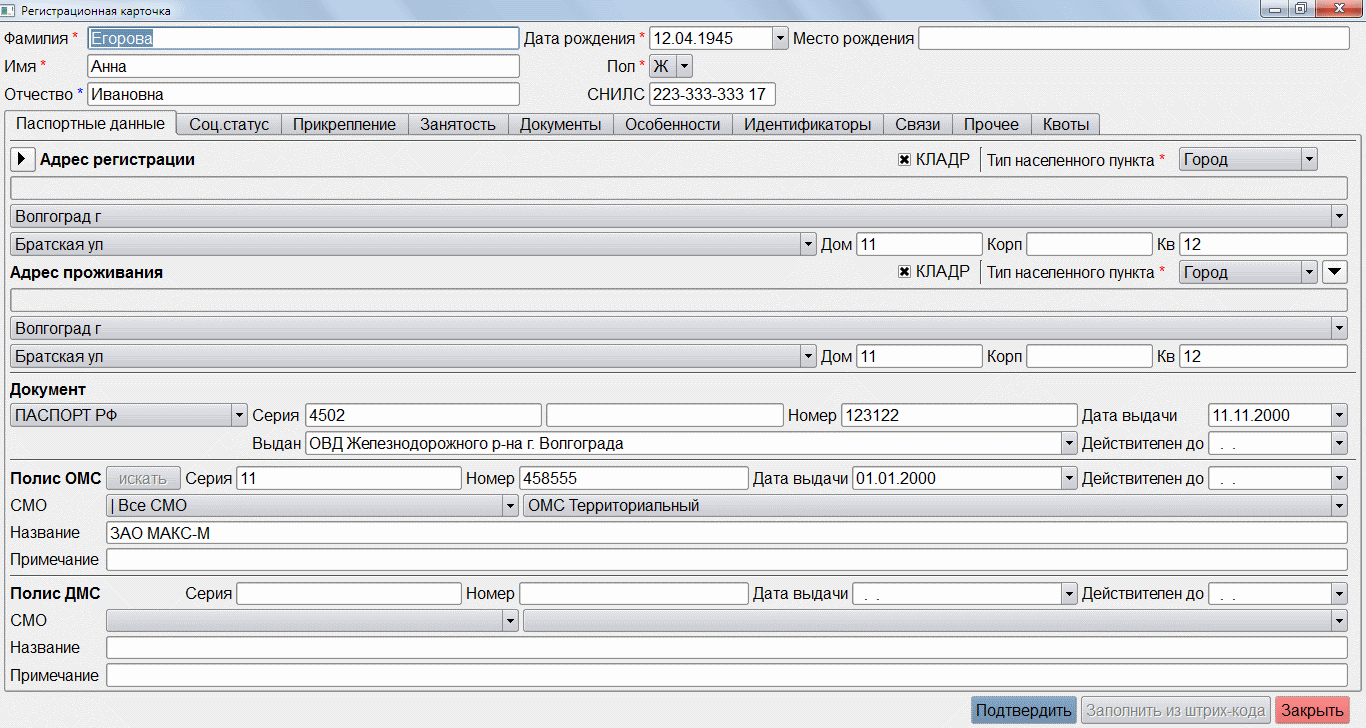 Регистрационная карточка
Фамилия * Егорова Дата рождения * 12.04.1945 Место рождения
Имя * Анна Пол * Ж
Отчество * Ивановна СНИЛС 223-333-333 17
Паспортные данные Соц.статус Прикрепление Занятость Документы Особенности Идентификаторы Связи Прочее Квоты
Адрес регистрации КЛАДР Тип населенного пункта * Город
Волгоград г
Братская ул Дом 11 Корп Кв 12
Адрес проживания КЛАДР Тип населенного пункта * Город
Волгоград г
Братская ул Дом 11 Корп Кв 12
Документ
ПАСПОРТ РФ Серия 4502 Номер 123122 Дата выдачи 11.11.2000
Выдан ОВД Железнодорожного р-на г. Волгограда Действителен до . .
Полис ОМС искать Серия 11 Номер 458555 Дата выдачи 01.01.2000 Действителен до . .
СМО | Все СМО ОМС Территориальный
Название ЗАО МАКС-М
Примечание
Полис ДМС Серия Номер Дата выдачи . . Действителен до . .
СМО
Название
Примечание
Подтвердить Заполнить из штрих-кода Закрыть